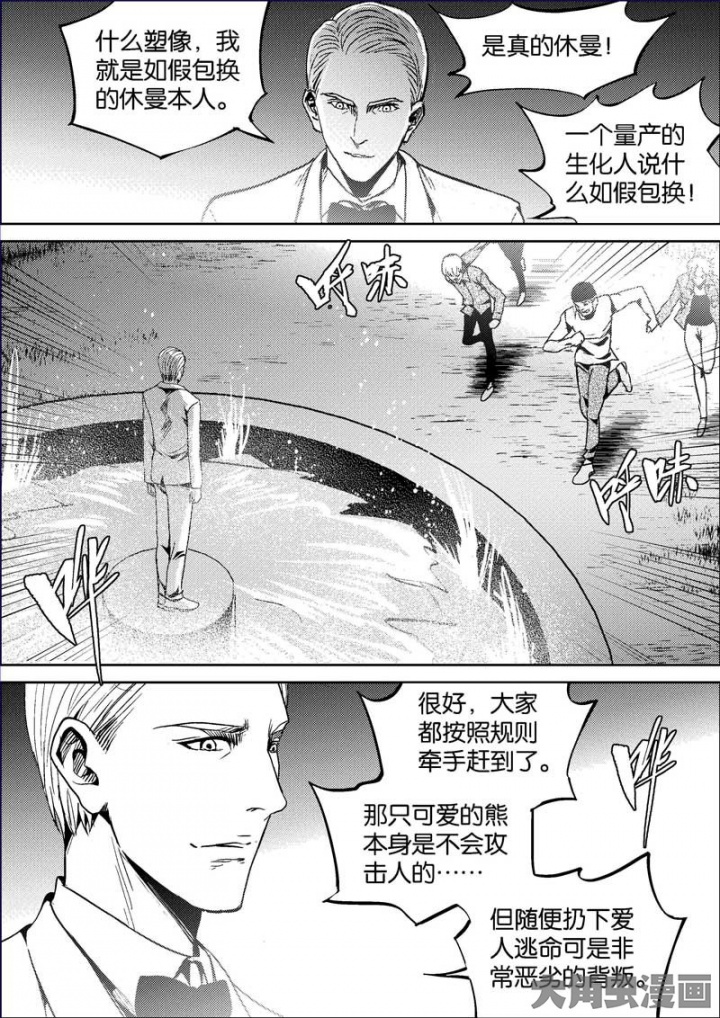 什么塑像，我
就是如假包换
的休曼本人。
是真的休曼！
一个量产的
生化人说什
么如假包换！
呼咻
呼咻
哗
很好，大家
都按照规则
牵手赶到了。
哗
那只可爱的熊
本身是不会攻
击人的……
但随便扔下爱
人逃命可是非
常恶劣的背叛。
大角虫漫画